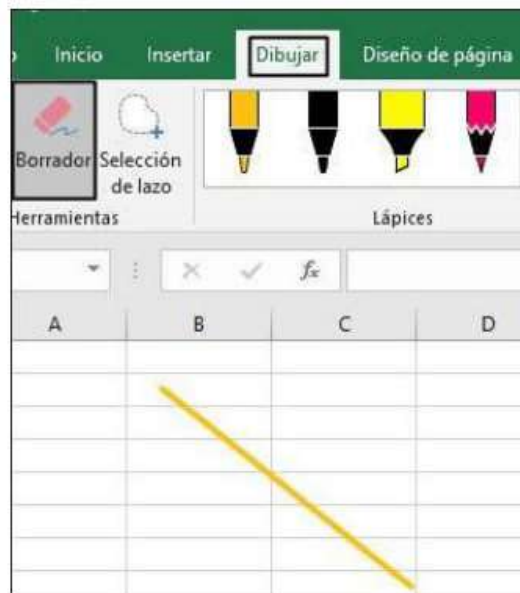 Inicio Insertar Dibujar Diseño de página
Borrador Selección
de lazo
Herramientas Lápices
fx
A B C D